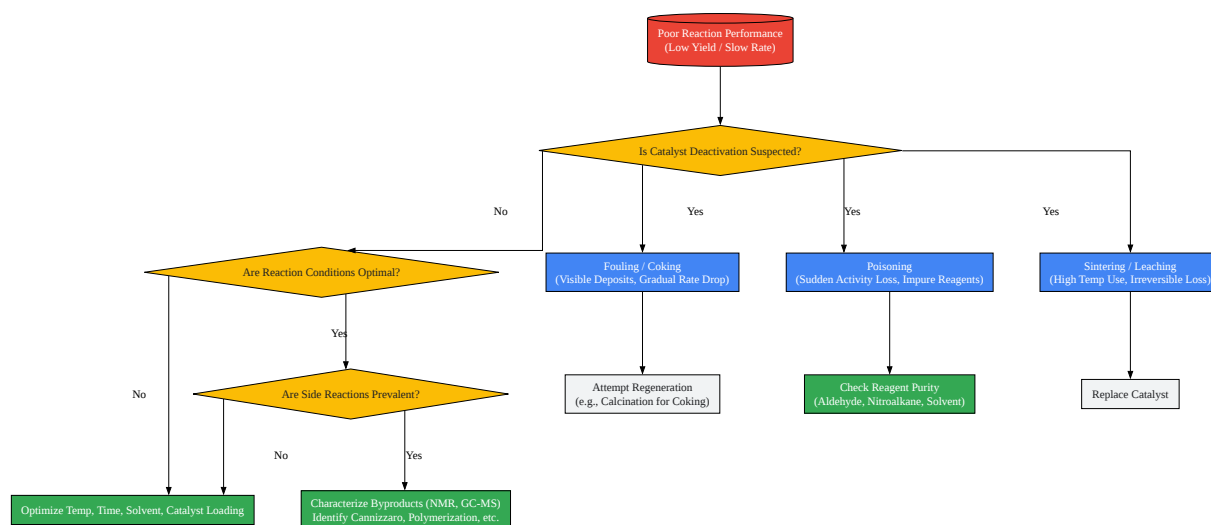 Poor Reaction Performance
(Low Yield / Slow Rate)
Is Catalyst Deactivation Suspected?
No
Yes
Yes
Yes
Are Reaction Conditions Optimal?
Fouling / Coking
(Visible Deposits, Gradual Rate Drop)
Poisoning
(Sudden Activity Loss, Impure Reagents)
Sintering / Leaching
(High Temp Use, Irreversible Loss)
Yes
No
Are Side Reactions Prevalent?
Attempt Regeneration
(e.g., Calcination for Coking)
Check Reagent Purity
(Aldehyde, Nitroalkane, Solvent)
Replace Catalyst
No
Yes
Optimize Temp, Time, Solvent, Catalyst Loading
Characterize Byproducts (NMR, GC-MS)
Identify Cannizzaro, Polymerization, etc.